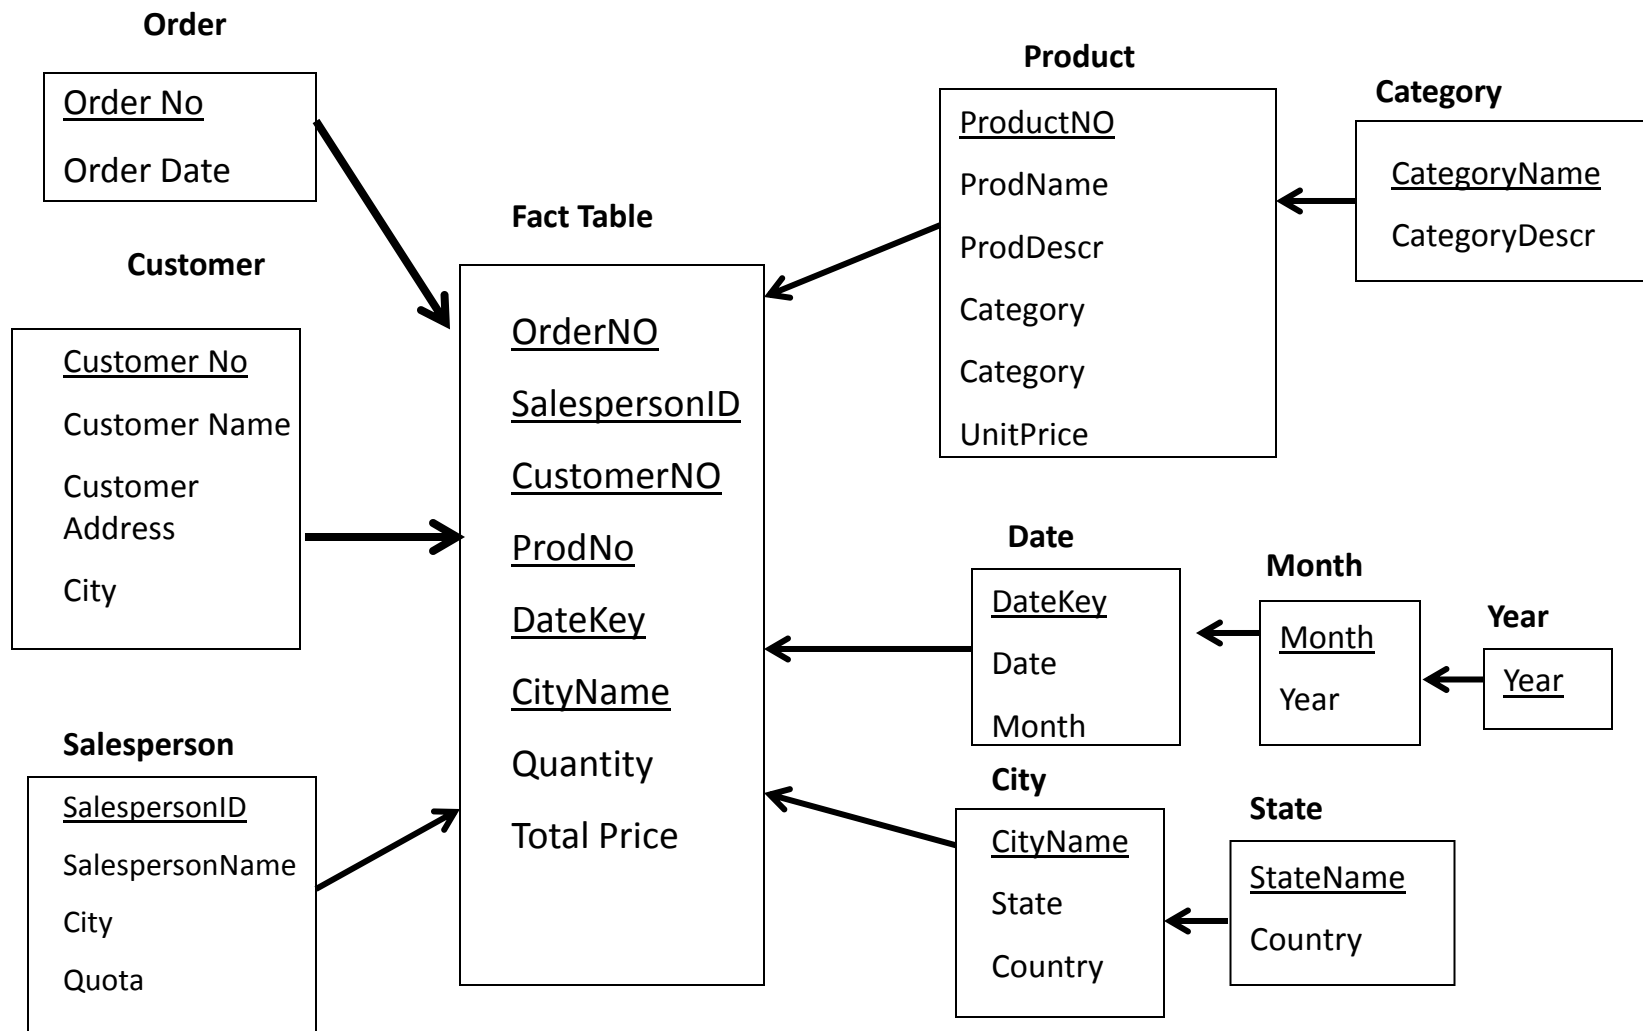 Order
Order No
Order Date
Customer
Customer No
Customer Name
Customer
Address
City
Salesperson
SalespersonID
SalespersonName
City
Quota
Fact Table
OrderNO
SalespersonID
CustomerNO
ProdNo
DateKey
CityName
Quantity
Total Price
Product
ProductNO
ProdName
ProdDescr
Category
Category
UnitPrice
Category
CategoryName
CategoryDescr
Date
DateKey
Date
Month
Month
Month
Year
Year
Year
City
CityName
State
Country
State
StateName
Country